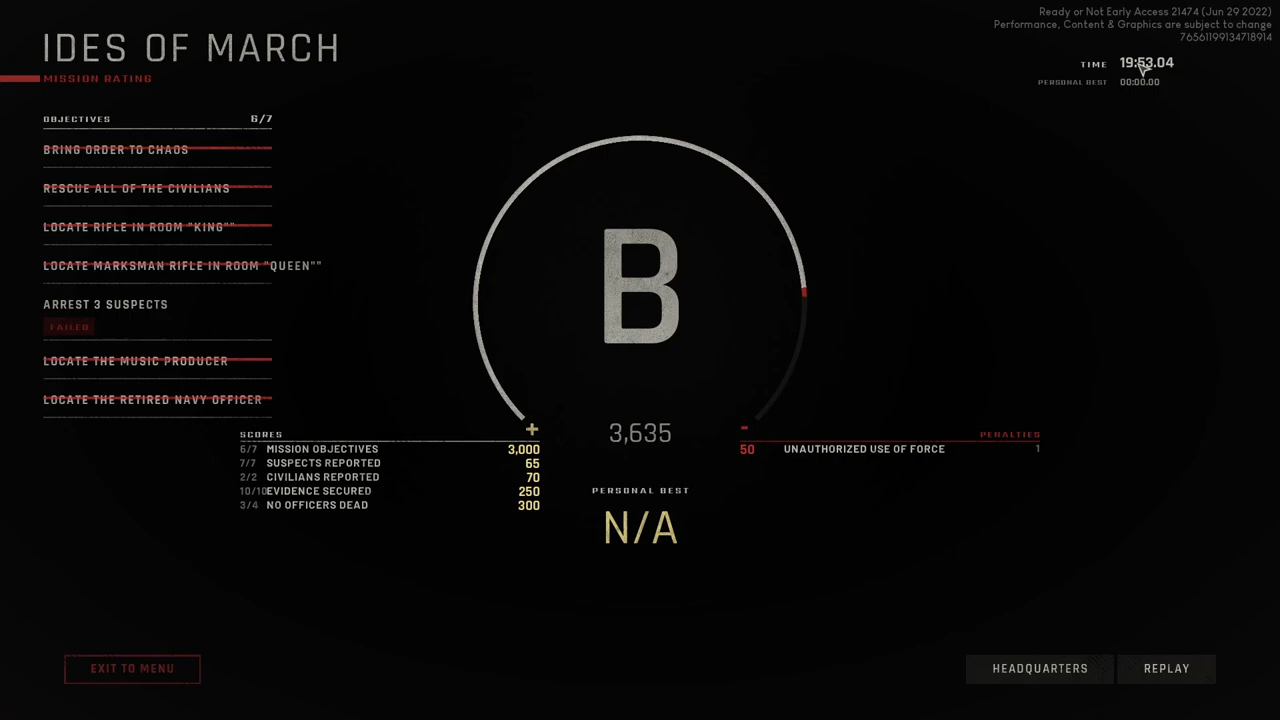 Ready or Not Early Access 21474 (Jun 29 2022)
Performance, Content & Graphics are subject to change
76561199134718914
IDES OF MARCH
MISSION RATING
TIME 19:53.04
PERSONAL BEST 00:00.00
OBJECTIVES 6/7
BRING ORDER TO CHAOS
RESCUE ALL OF THE CIVILIANS
LOCATE RIFLE IN ROOM "KING""
LOCATE MARKSMAN RIFLE IN ROOM "QUEEN""
ARREST 3 SUSPECTS
FAILED
LOCATE THE MUSIC PRODUCER
LOCATE THE RETIRED NAVY OFFICER
B
3,635
+
SCORES
6/7 MISSION OBJECTIVES 3,000
7/7 SUSPECTS REPORTED 65
2/2 CIVILIANS REPORTED 70
10/10 EVIDENCE SECURED 250
3/4 NO OFFICERS DEAD 300
-
PENALTIES
50 UNAUTHORIZED USE OF FORCE 1
PERSONAL BEST
N/A
EXIT TO MENU
HEADQUARTERS
REPLAY